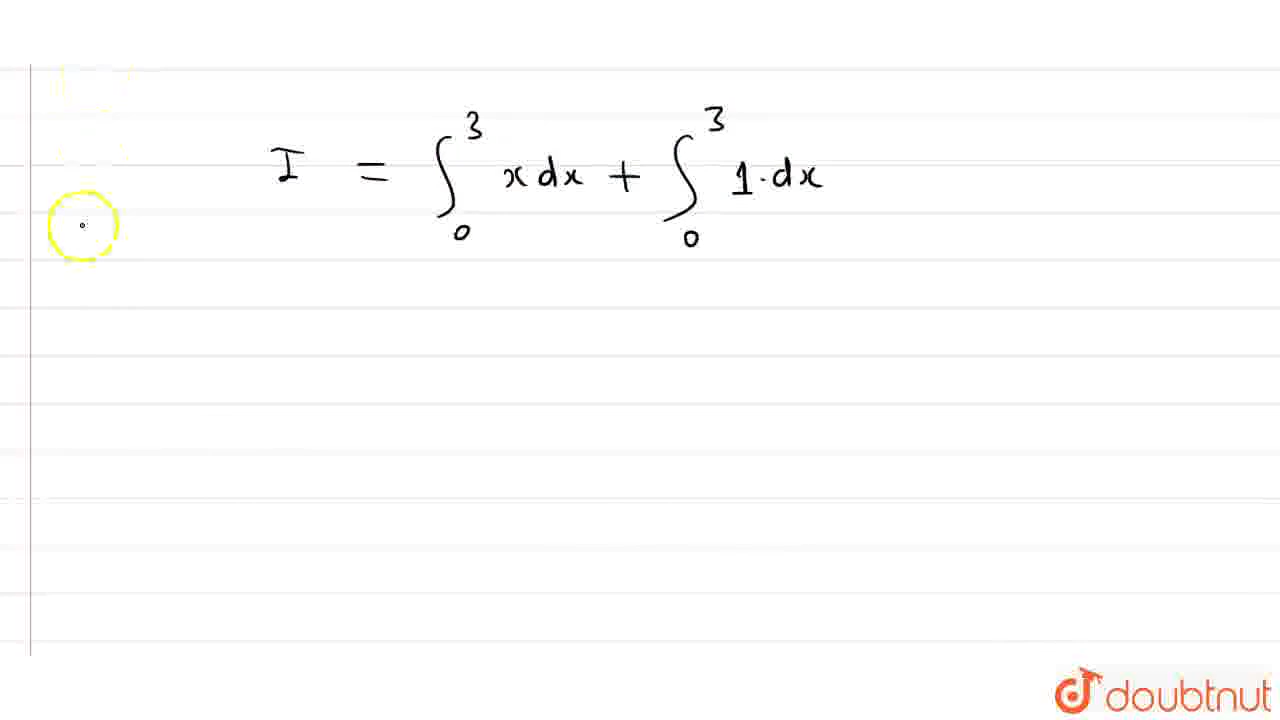 I = ∫₀³ x dx + ∫₀³ 1. dx
doubtnut